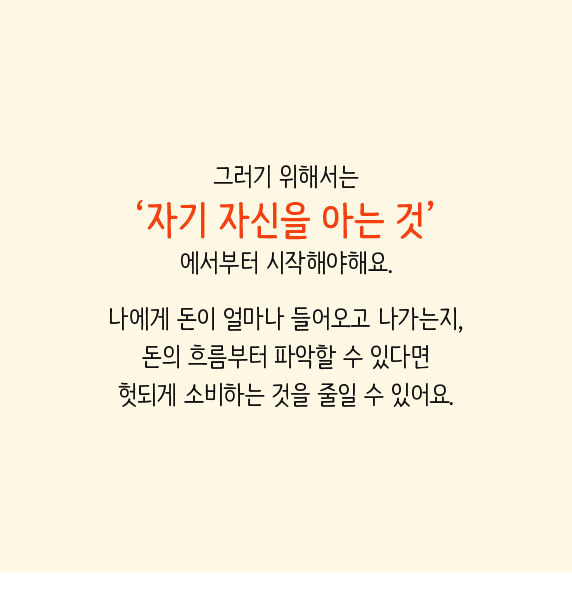 그러기 위해서는
‘자기 자신을 아는 것’
에서부터 시작해야해요.
나에게 돈이 얼마나 들어오고 나가는지,
돈의 흐름부터 파악할 수 있다면
헛되게 소비하는 것을 줄일 수 있어요.